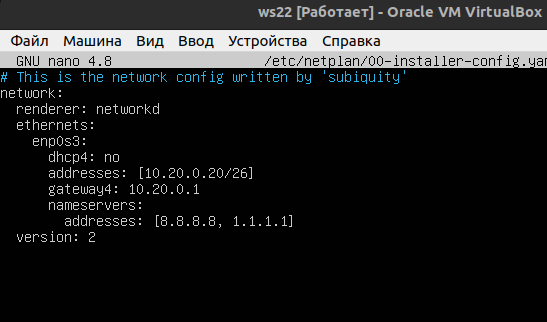 ws22 [Работает] - Oracle VM VirtualBox
Файл Машина Вид Ввод Устройства Справка
GNU nano 4.8 /etc/netplan/00-installer-config.yam
# This is the network config written by 'subiquity'
network:
  renderer: networkd
  ethernets:
    enp0s3:
      dhcp4: no
      addresses: [10.20.0.20/26]
      gateway4: 10.20.0.1
      nameservers:
        addresses: [8.8.8.8, 1.1.1.1]
  version: 2